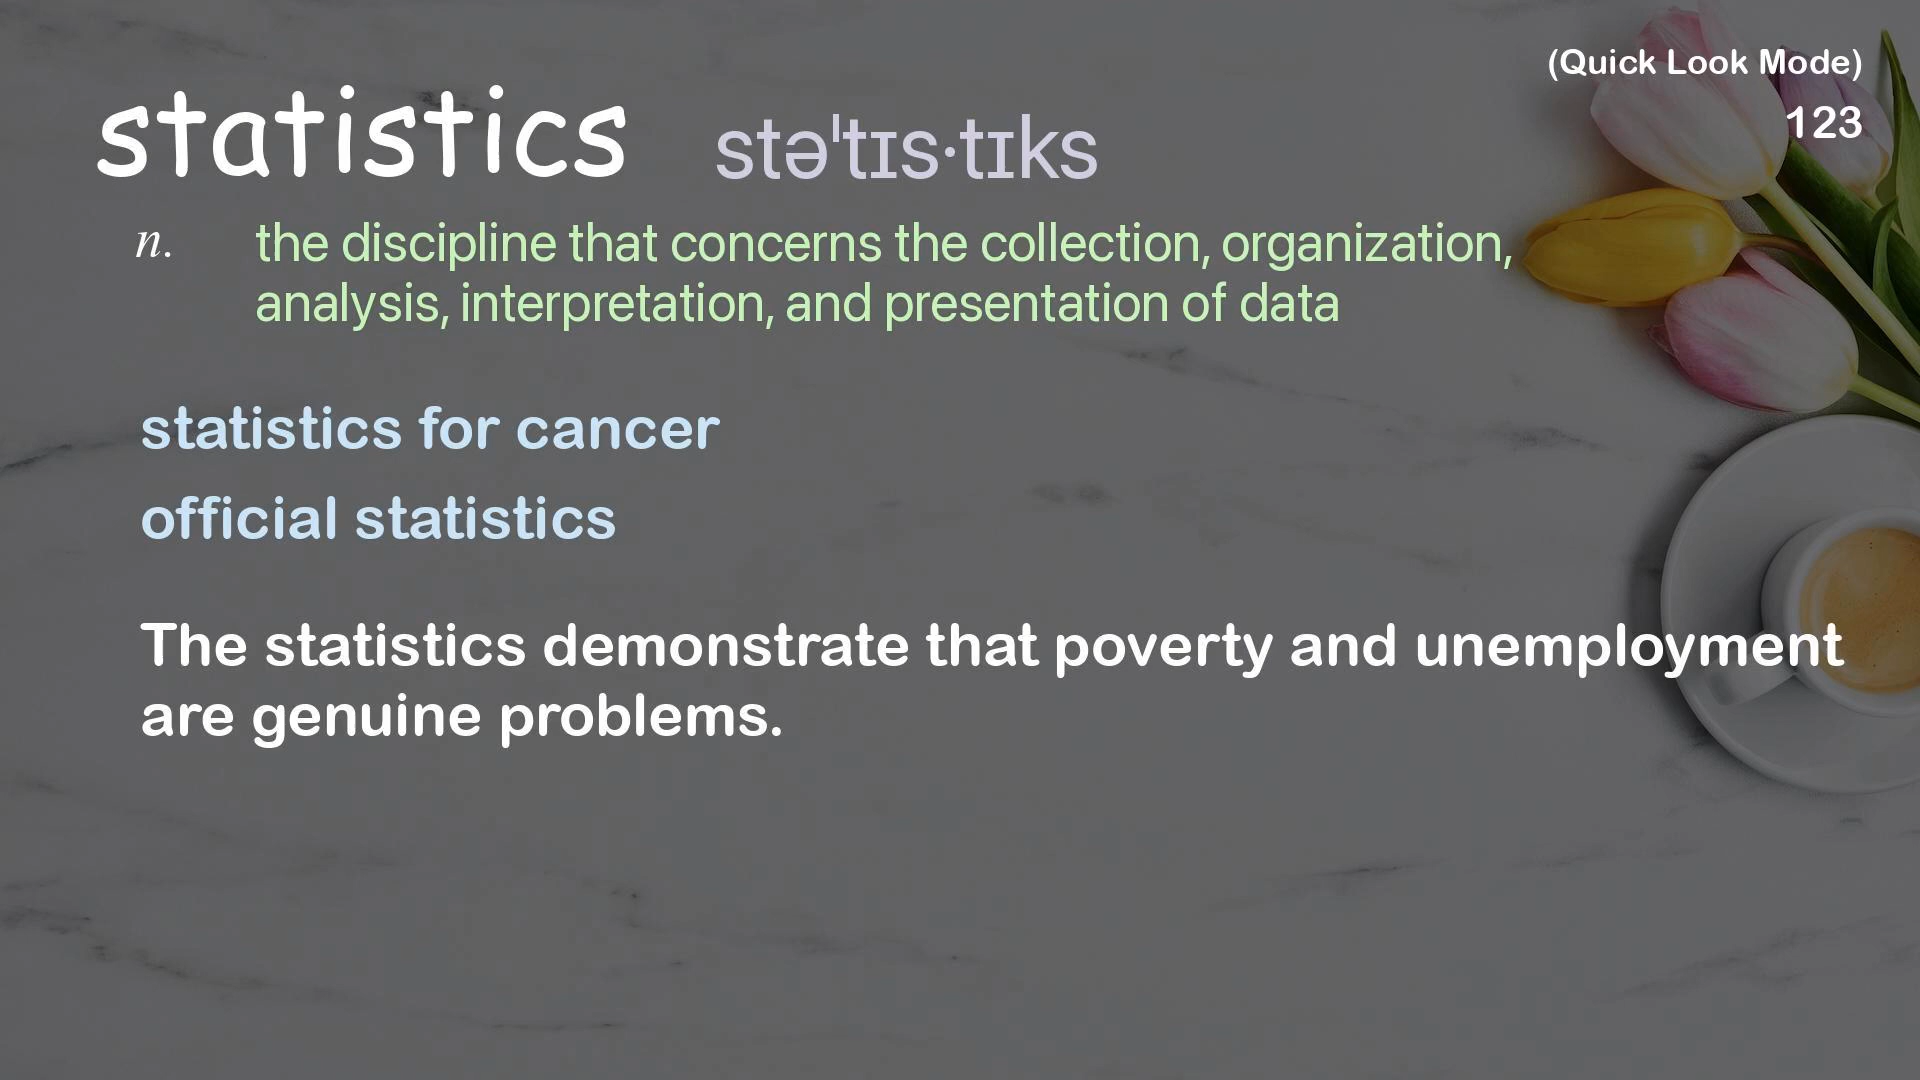 (Quick Look Mode)
123
statistics stəˈtɪs·tɪks
n. the discipline that concerns the collection, organization,
analysis, interpretation, and presentation of data
statistics for cancer
official statistics
The statistics demonstrate that poverty and unemployment
are genuine problems.